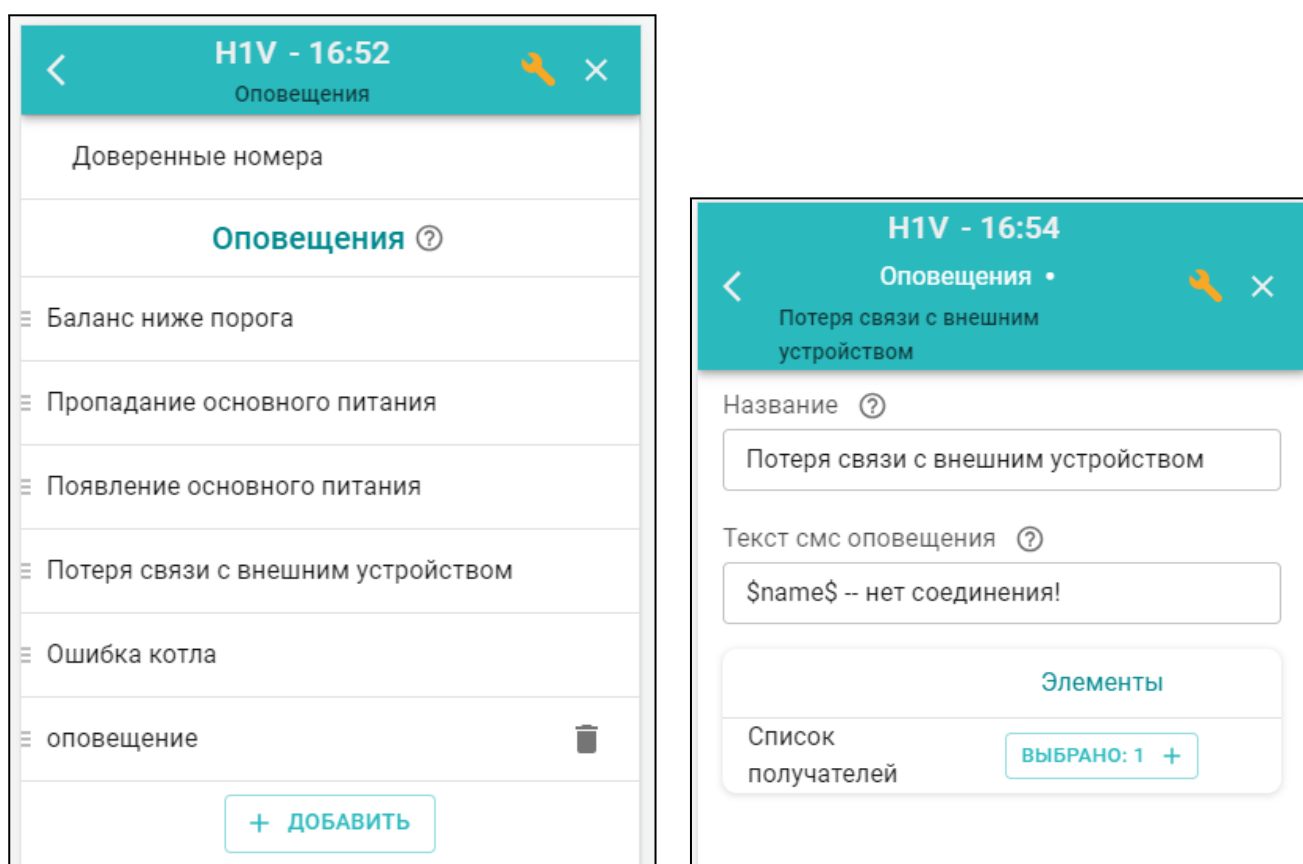 H1V - 16:52
Оповещения
Доверенные номера
Оповещения ?
Баланс ниже порога
Пропадание основного питания
Появление основного питания
Потеря связи с внешним устройством
Ошибка котла
оповещение
+ ДОБАВИТЬ
H1V - 16:54
Оповещения •
Потеря связи с внешним
устройством
Название ?
Потеря связи с внешним устройством
Текст смс оповещения ?
$name$ -- нет соединения!
Элементы
Список
получателей
ВЫБРАНО: 1 +